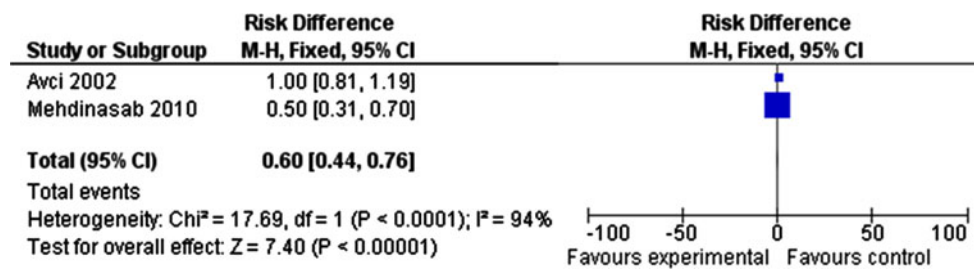 Risk Difference Risk Difference
Study or Subgroup M-H, Fixed, 95% CI M-H, Fixed, 95% CI
Avci 2002 1.00 [0.81, 1.19]
Mehdinasab 2010 0.50 [0.31, 0.70]
Total (95% CI) 0.60 [0.44, 0.76]
Total events
Heterogeneity: Chi² = 17.69, df = 1 (P < 0.0001); I² = 94%
Test for overall effect: Z = 7.40 (P < 0.00001)
-100 -50 0 50 100
Favours experimental Favours control